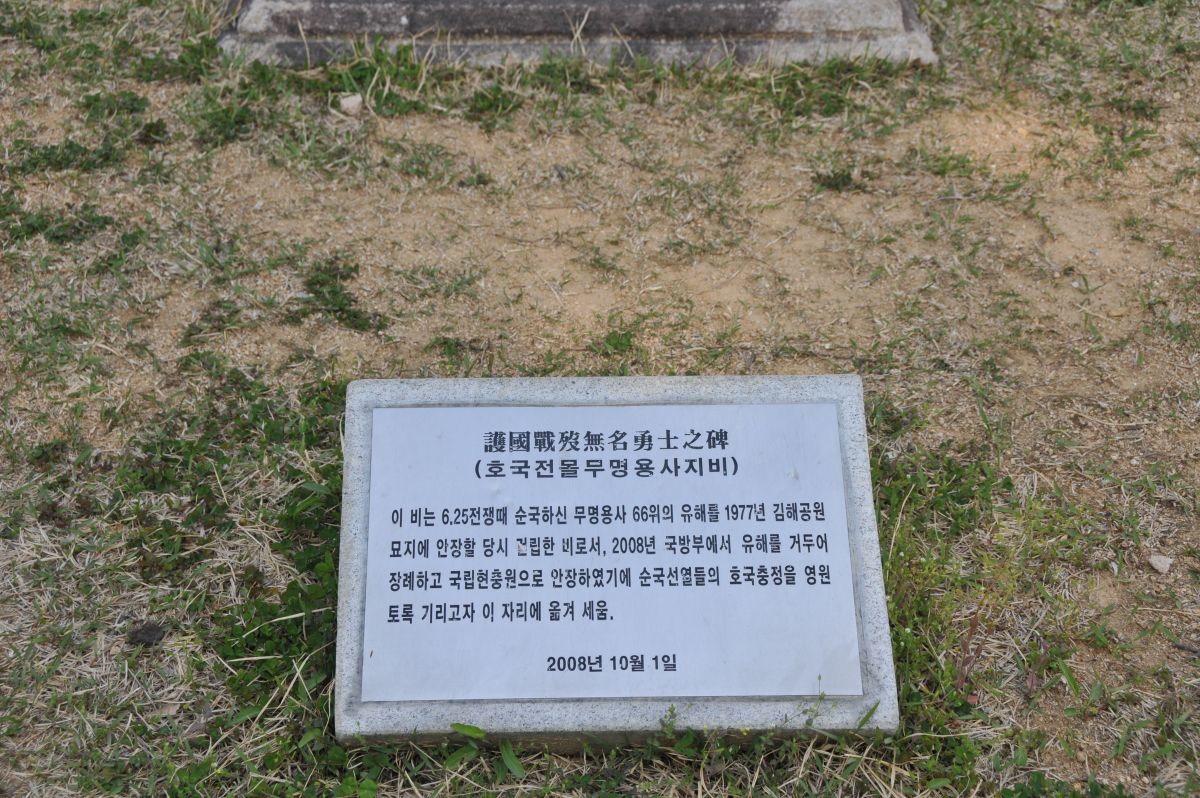 護國戰歿無名勇士之碑
(호국전몰무명용사지비)
이 비는 6.25전쟁때 순국하신 무명용사 66위의 유해를 1977년 김해공원
묘지에 안장할 당시 건립한 비로서, 2008년 국방부에서 유해를 거두어
장례하고 국립현충원으로 안장하였기에 순국선열들의 호국충정을 영원
토록 기리고자 이 자리에 옮겨 세움.
2008년 10월 1일